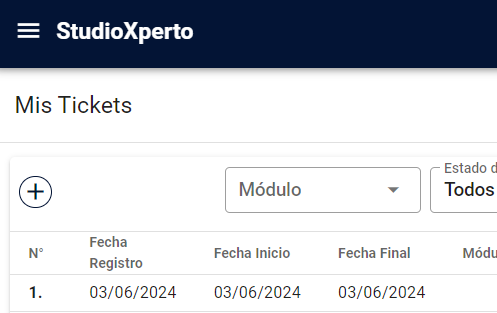 StudioXperto
Mis Tickets
Estado d
Módulo
Todos
N° Fecha Registro Fecha Inicio Fecha Final Módu
1. 03/06/2024 03/06/2024 03/06/2024